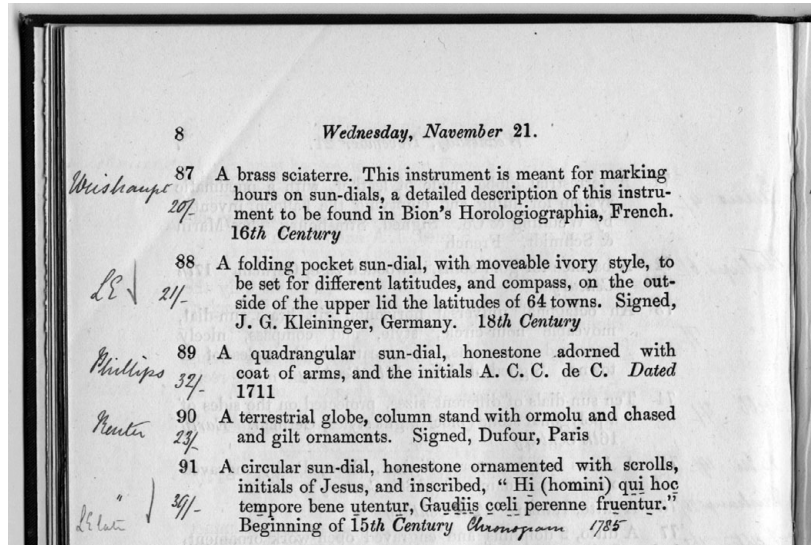 8 Wednesday, Navember 21.
Weishaupt 87 A brass sciaterre. This instrument is meant for marking
20/- hours on sun-dials, a detailed description of this instru-
ment to be found in Bion's Horologiographia, French.
16th Century
88 A folding pocket sun-dial, with moveable ivory style, to
LE 21/- be set for different latitudes, and compass, on the out-
side of the upper lid the latitudes of 64 towns. Signed,
J. G. Kleininger, Germany. 18th Century
Phillips 89 A quadrangular sun-dial, honestone adorned with
32/- coat of arms, and the initials A. C. C. de C. Dated
1711
90 A terrestrial globe, column stand with ormolu and chased
23/- and gilt ornaments. Signed, Dufour, Paris
91 A circular sun-dial, honestone ornamented with scrolls,
initials of Jesus, and inscribed, "Hi (homini) qui hoc
" 39/- tempore bene utentur, Gaudiis cœli perenne fruentur."
LE Beginning of 15th Century Chronogram 1785